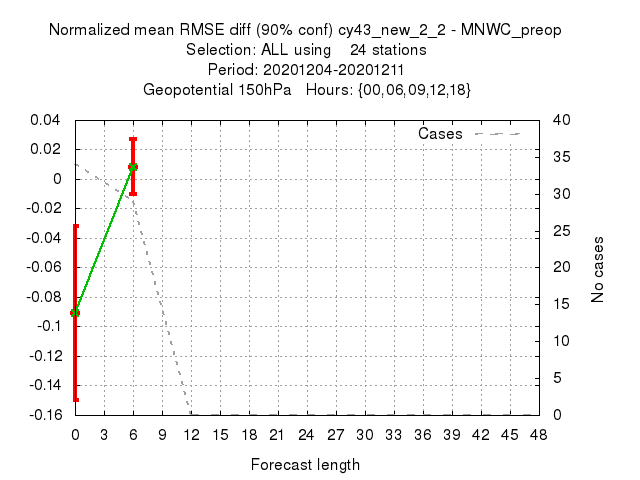 Normalized mean RMSE diff (90% conf) cy43_new_2_2 - MNWC_preop
Selection: ALL using 24 stations
Period: 20201204-20201211
Geopotential 150hPa Hours: {00,06,09,12,18}
Cases
0.04
0.02
0
-0.02
-0.04
-0.06
-0.08
-0.1
-0.12
-0.14
-0.16
40
35
30
25
20
15
10
5
0
No cases
0 3 6 9 12 15 18 21 24 27 30 33 36 39 42 45 48
Forecast length